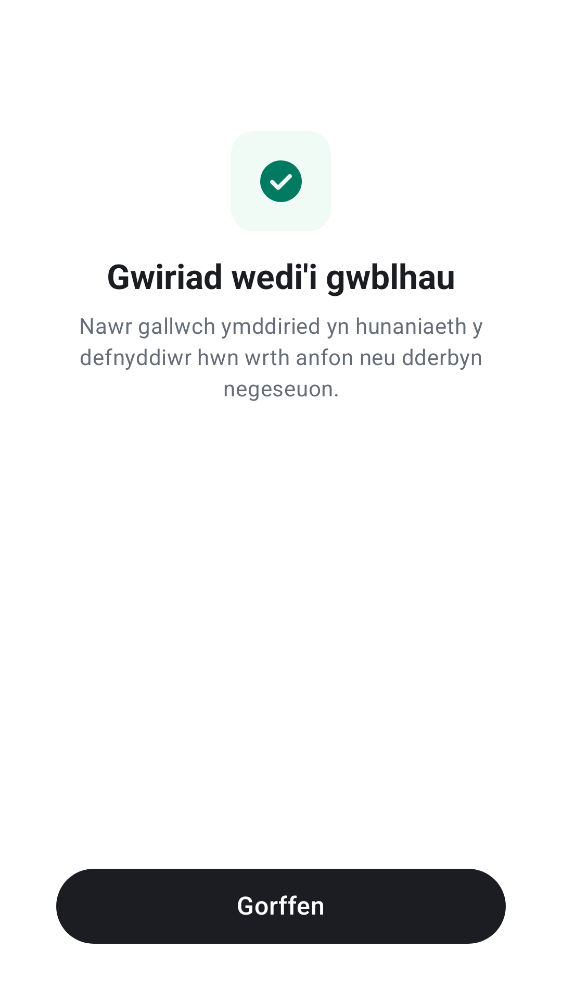 Gwiriad wedi'i gwblhau
Nawr gallwch ymddiried yn hunaniaeth y
defnyddiwr hwn wrth anfon neu dderbyn
negeseuon.
Gorffen